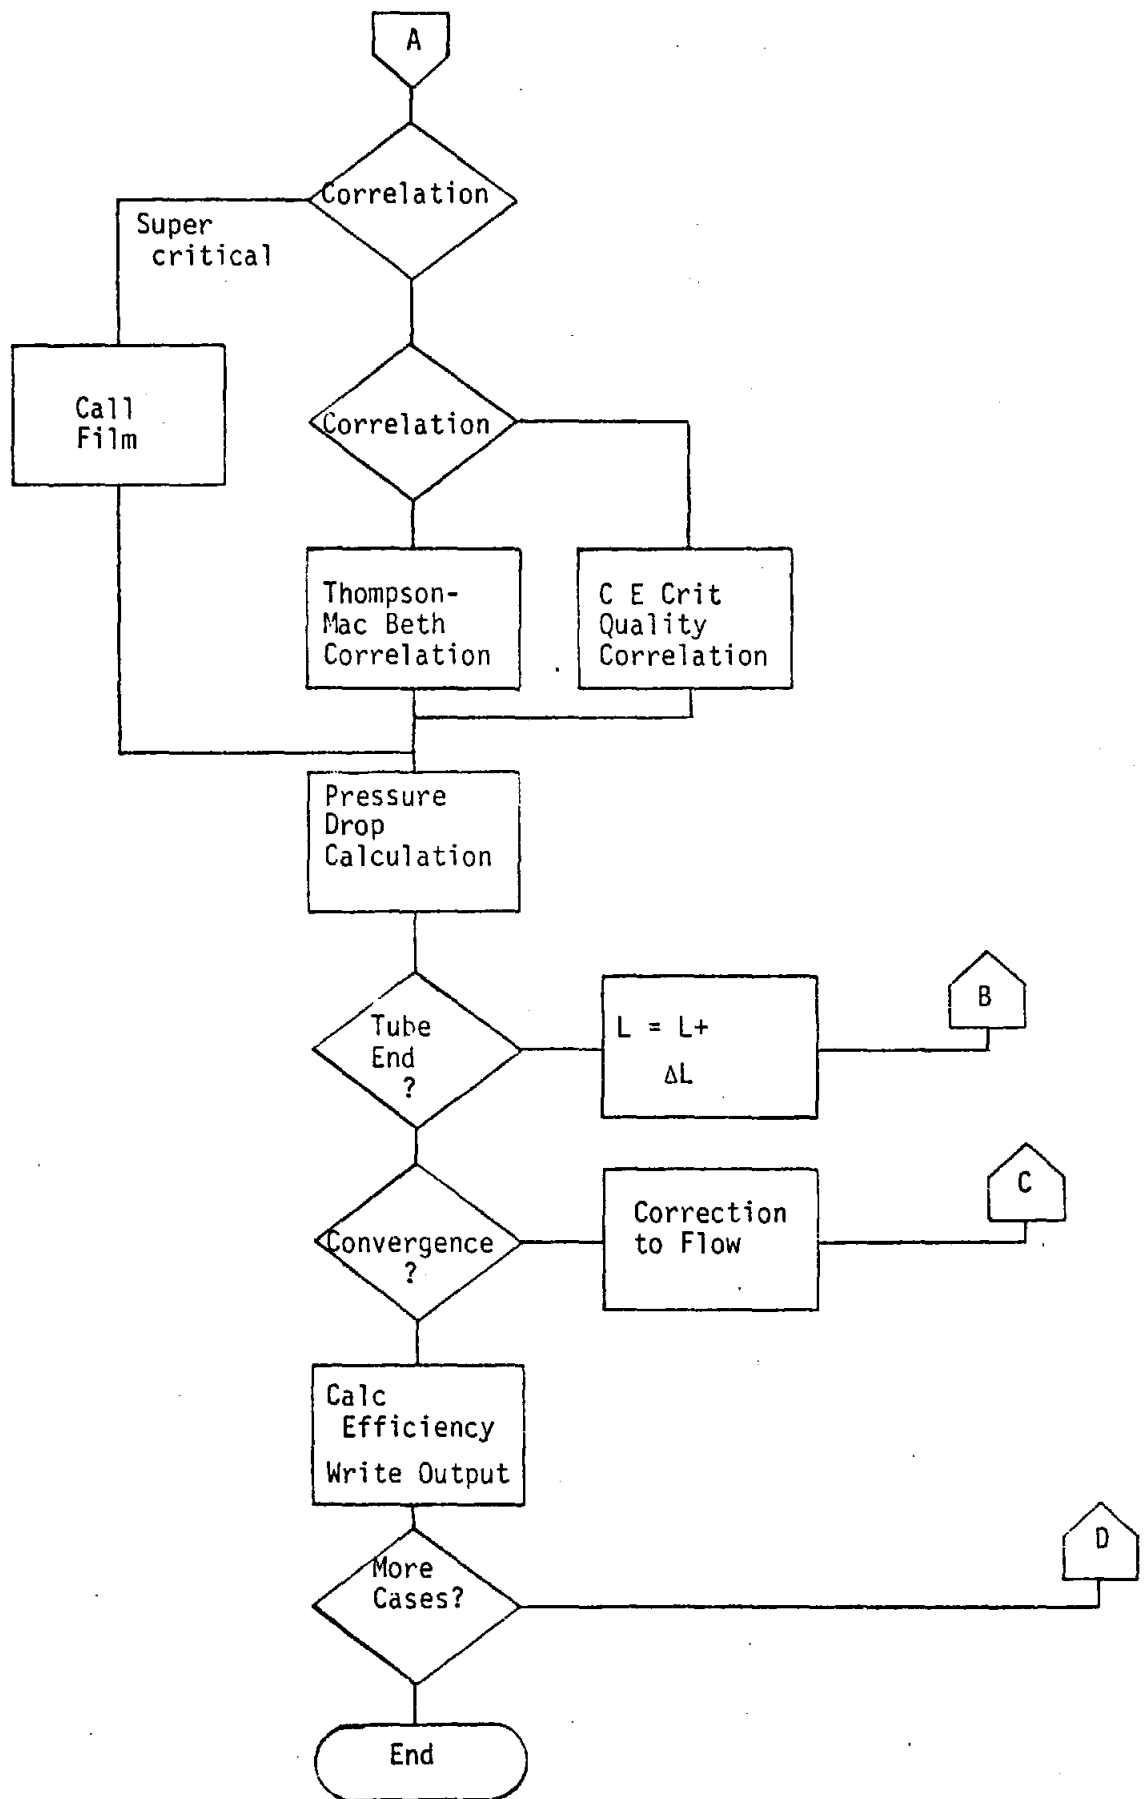 A
Correlation
Super
critical
Call
Film
Correlation
Thompson-
Mac Beth
Correlation
C E Crit
Quality
Correlation
Pressure
Drop
Calculation
Tube
End
?
L = L+
ΔL
B
Convergence
?
Correction
to Flow
C
Calc
Efficiency
Write Output
More
Cases?
D
End